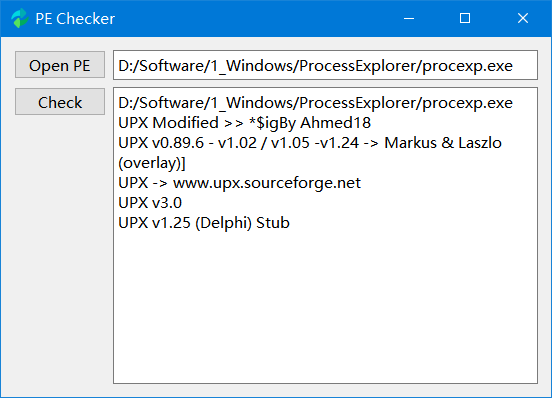 PE Checker
Open PE
D:/Software/1_Windows/ProcessExplorer/procexp.exe
Check
D:/Software/1_Windows/ProcessExplorer/procexp.exe
UPX Modified >> *$igBy Ahmed18
UPX v0.89.6 - v1.02 / v1.05 -v1.24 -> Markus & Laszlo
(overlay)]
UPX -> www.upx.sourceforge.net
UPX v3.0
UPX v1.25 (Delphi) Stub